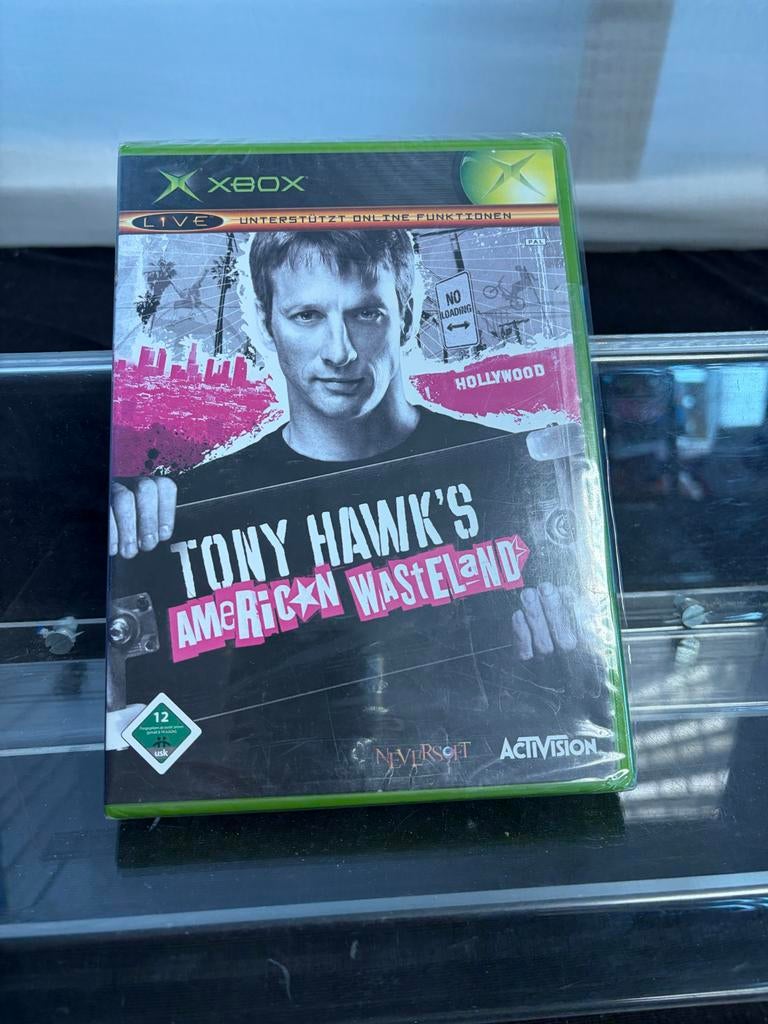 XBOX
LIVE UNTERSTÜTZT ONLINE FUNKTIONEN
PAL
NO
LOADING
HOLLYWOOD
TONY HAWK'S
AMERICAN WASTELAND
12
usk
NEVERSOFT
ACTIVISION